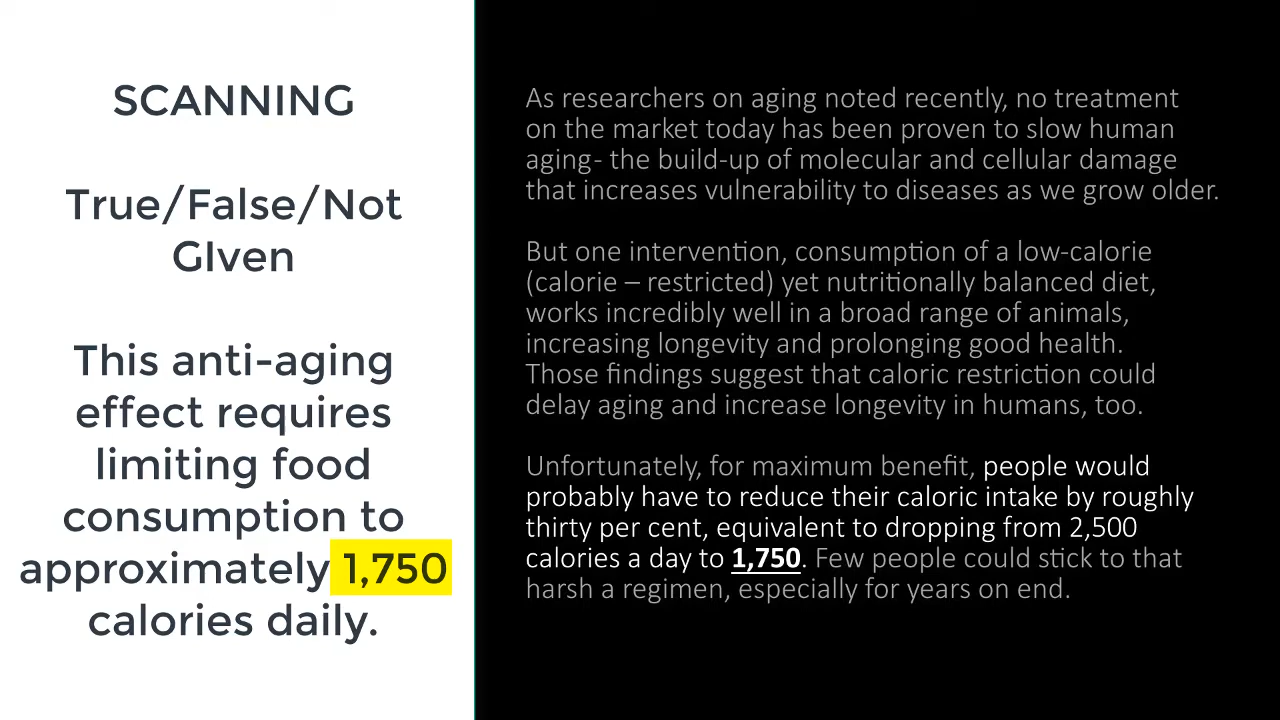 SCANNING
True/False/Not
GIven
This anti-aging
effect requires
limiting food
consumption to
approximately 1,750
calories daily.
As researchers on aging noted recently, no treatment
on the market today has been proven to slow human
aging- the build-up of molecular and cellular damage
that increases vulnerability to diseases as we grow older.
But one intervention, consumption of a low-calorie
(calorie – restricted) yet nutritionally balanced diet,
works incredibly well in a broad range of animals,
increasing longevity and prolonging good health.
Those findings suggest that caloric restriction could
delay aging and increase longevity in humans, too.
Unfortunately, for maximum benefit, people would
probably have to reduce their caloric intake by roughly
thirty per cent, equivalent to dropping from 2,500
calories a day to 1,750. Few people could stick to that
harsh a regimen, especially for years on end.